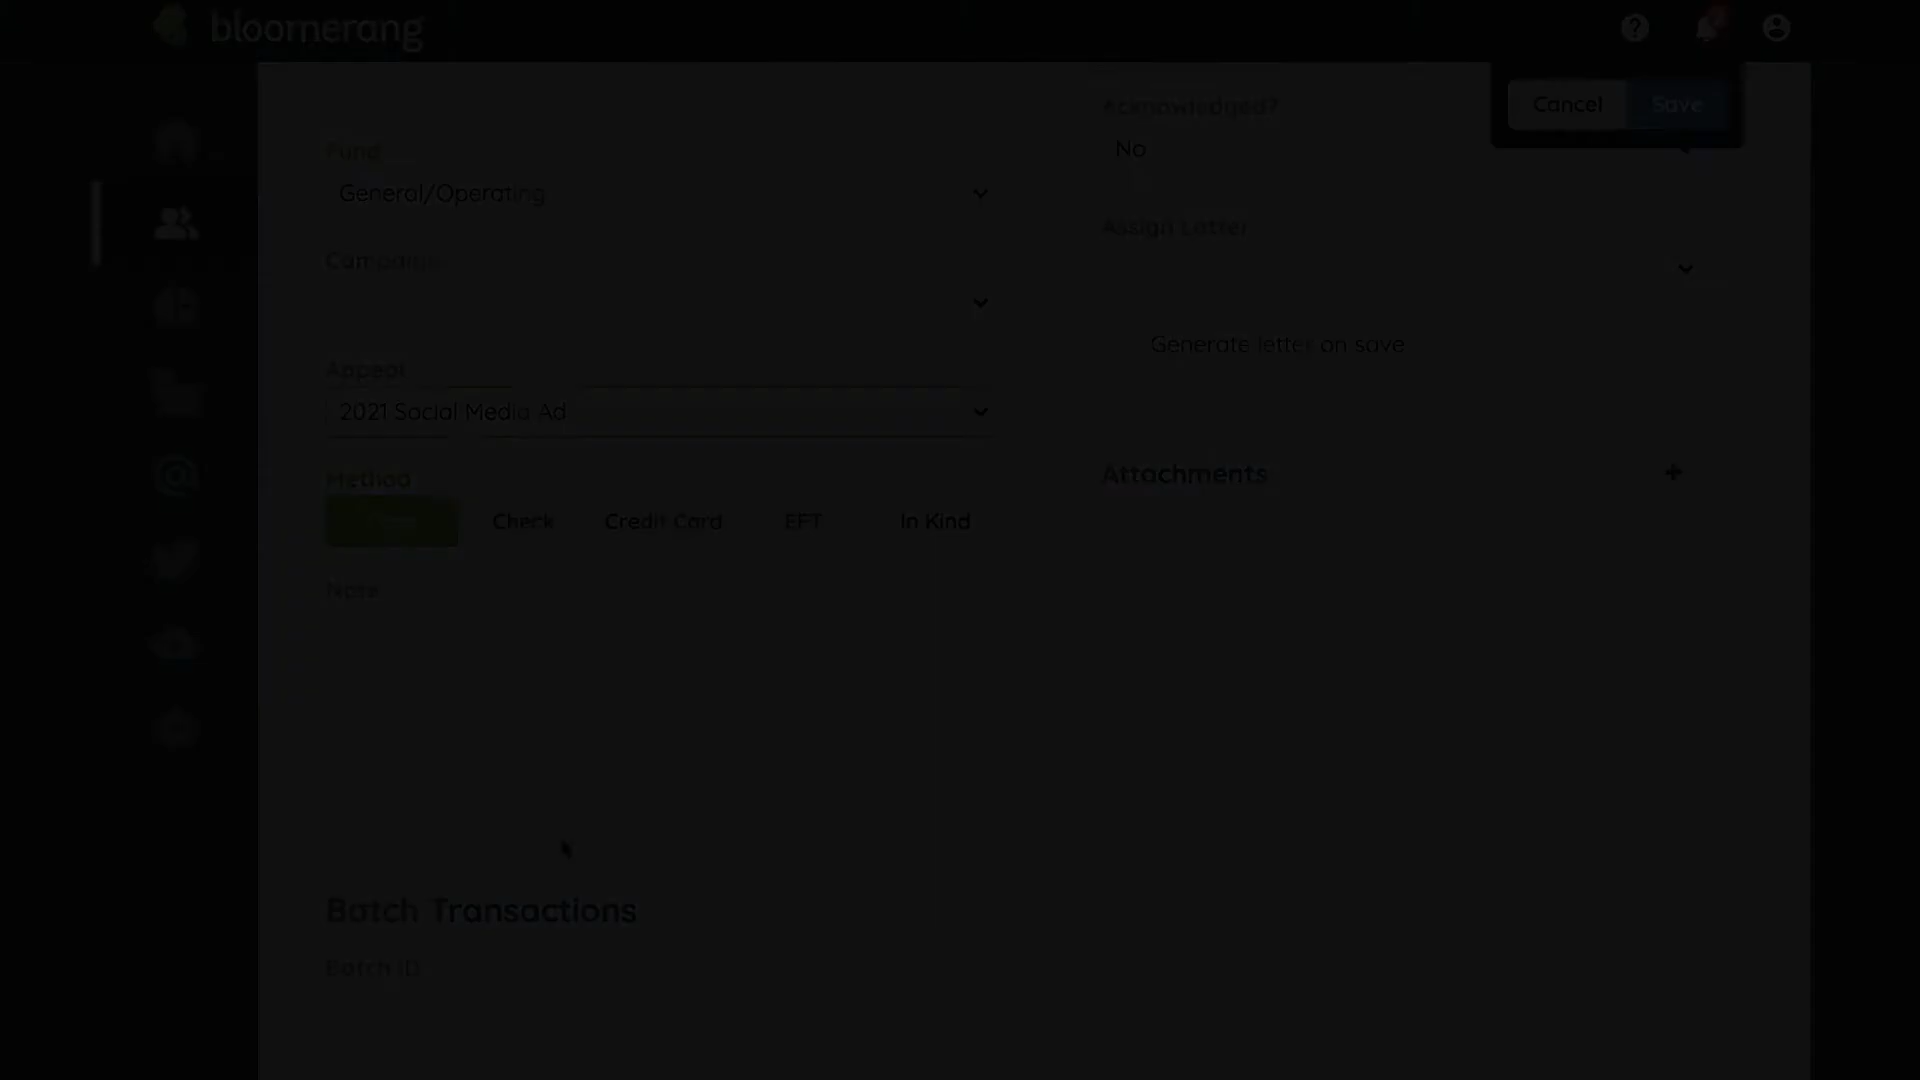 bloomerang
Cancel
Save
Acknowledged?
No
Fund
General/Operating
Assign Letter
Campaign
Generate letter on save
Appeal
2021 Social Media Ad
Method
Check
Credit Card
EFT
In Kind
Attachments
Note
Batch Transactions
Batch ID